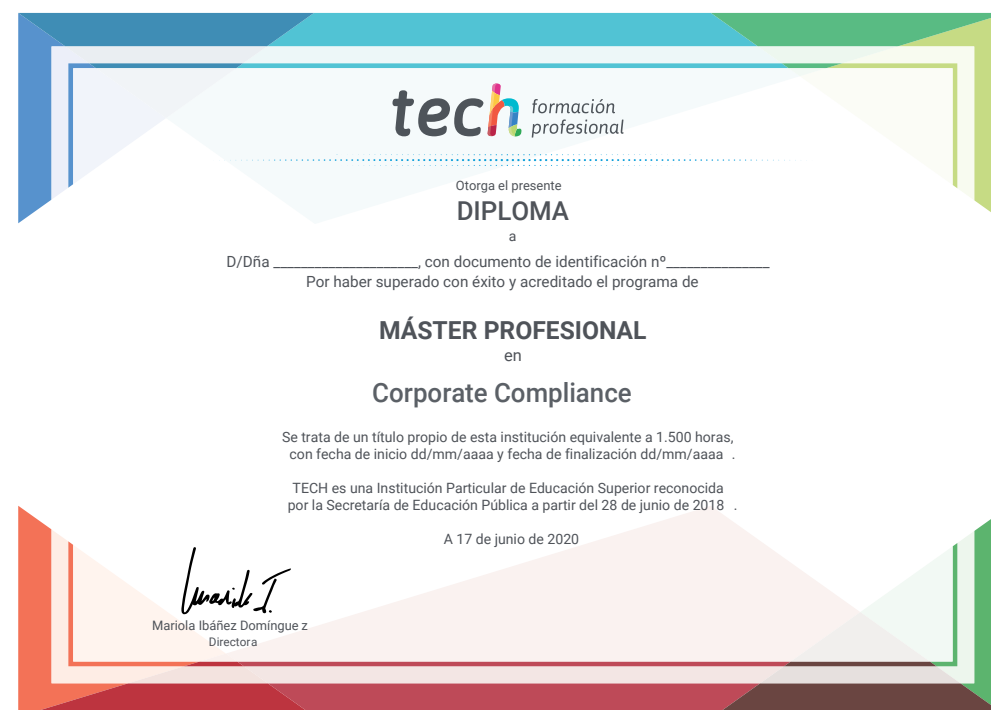 tech formación
profesional
Otorga el presente
DIPLOMA
a
D/Dña _____________________, con documento de identificación nº_______________
Por haber superado con éxito y acreditado el programa de
MÁSTER PROFESIONAL
en
Corporate Compliance
Se trata de un título propio de esta institución equivalente a 1.500 horas,
con fecha de inicio dd/mm/aaaa y fecha de finalización dd/mm/aaaa .
TECH es una Institución Particular de Educación Superior reconocida
por la Secretaría de Educación Pública a partir del 28 de junio de 2018 .
A 17 de junio de 2020
Mariola I.
Mariola Ibáñez Domíngue z
Directora